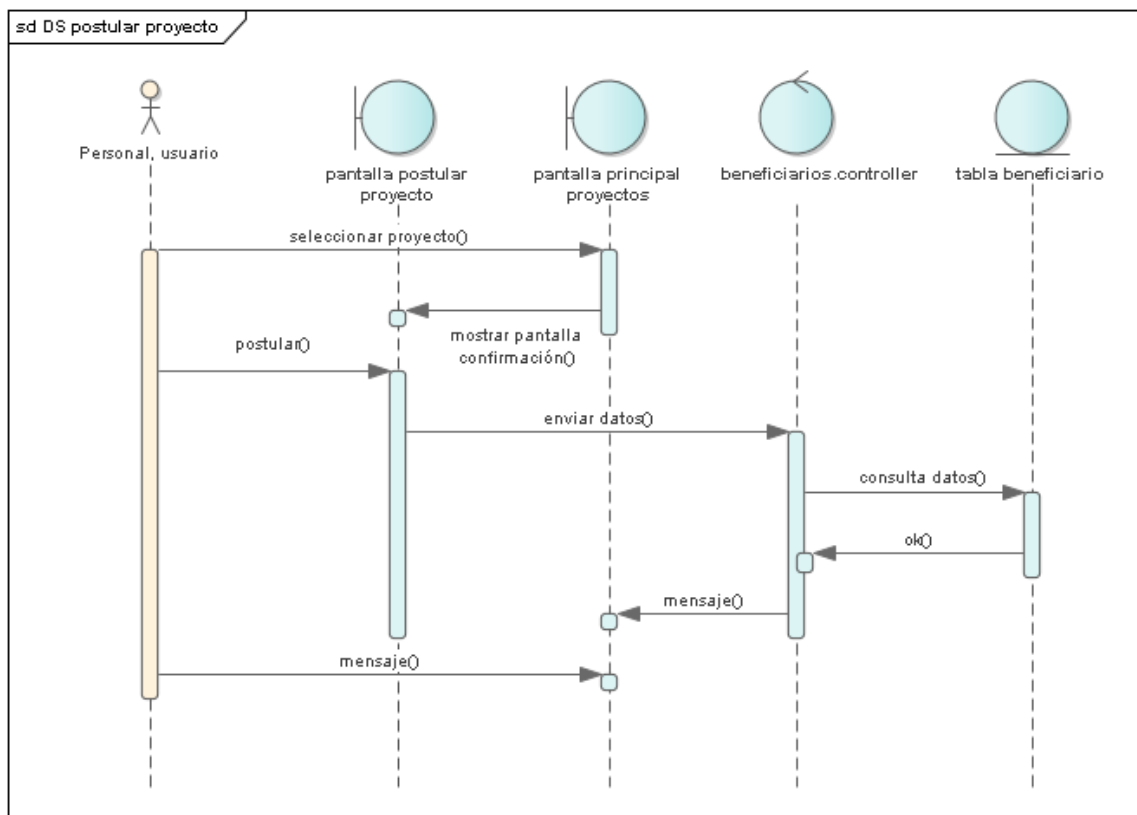 sd DS postular proyecto
Personal, usuario
pantalla postular
proyecto
pantalla principal
proyectos
beneficiarios.controller
tabla beneficiario
seleccionar proyecto()
mostrar pantalla
confirmación()
postular()
enviar datos()
consulta datos()
ok()
mensaje()
mensaje()